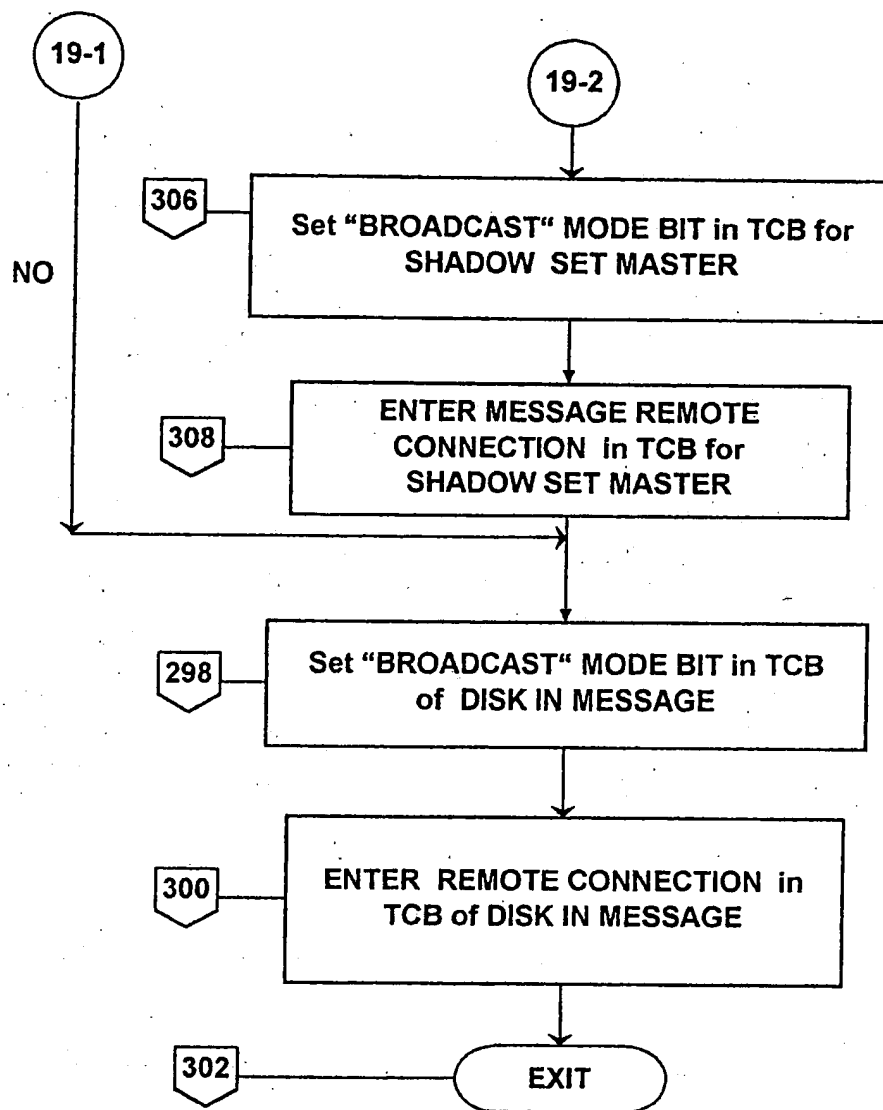 19-1
19-2
306
Set “BROADCAST“ MODE BIT in TCB for
SHADOW SET MASTER
NO
308
ENTER MESSAGE REMOTE
CONNECTION in TCB for
SHADOW SET MASTER
298
Set “BROADCAST“ MODE BIT in TCB
of DISK IN MESSAGE
300
ENTER REMOTE CONNECTION in
TCB of DISK IN MESSAGE
302
EXIT